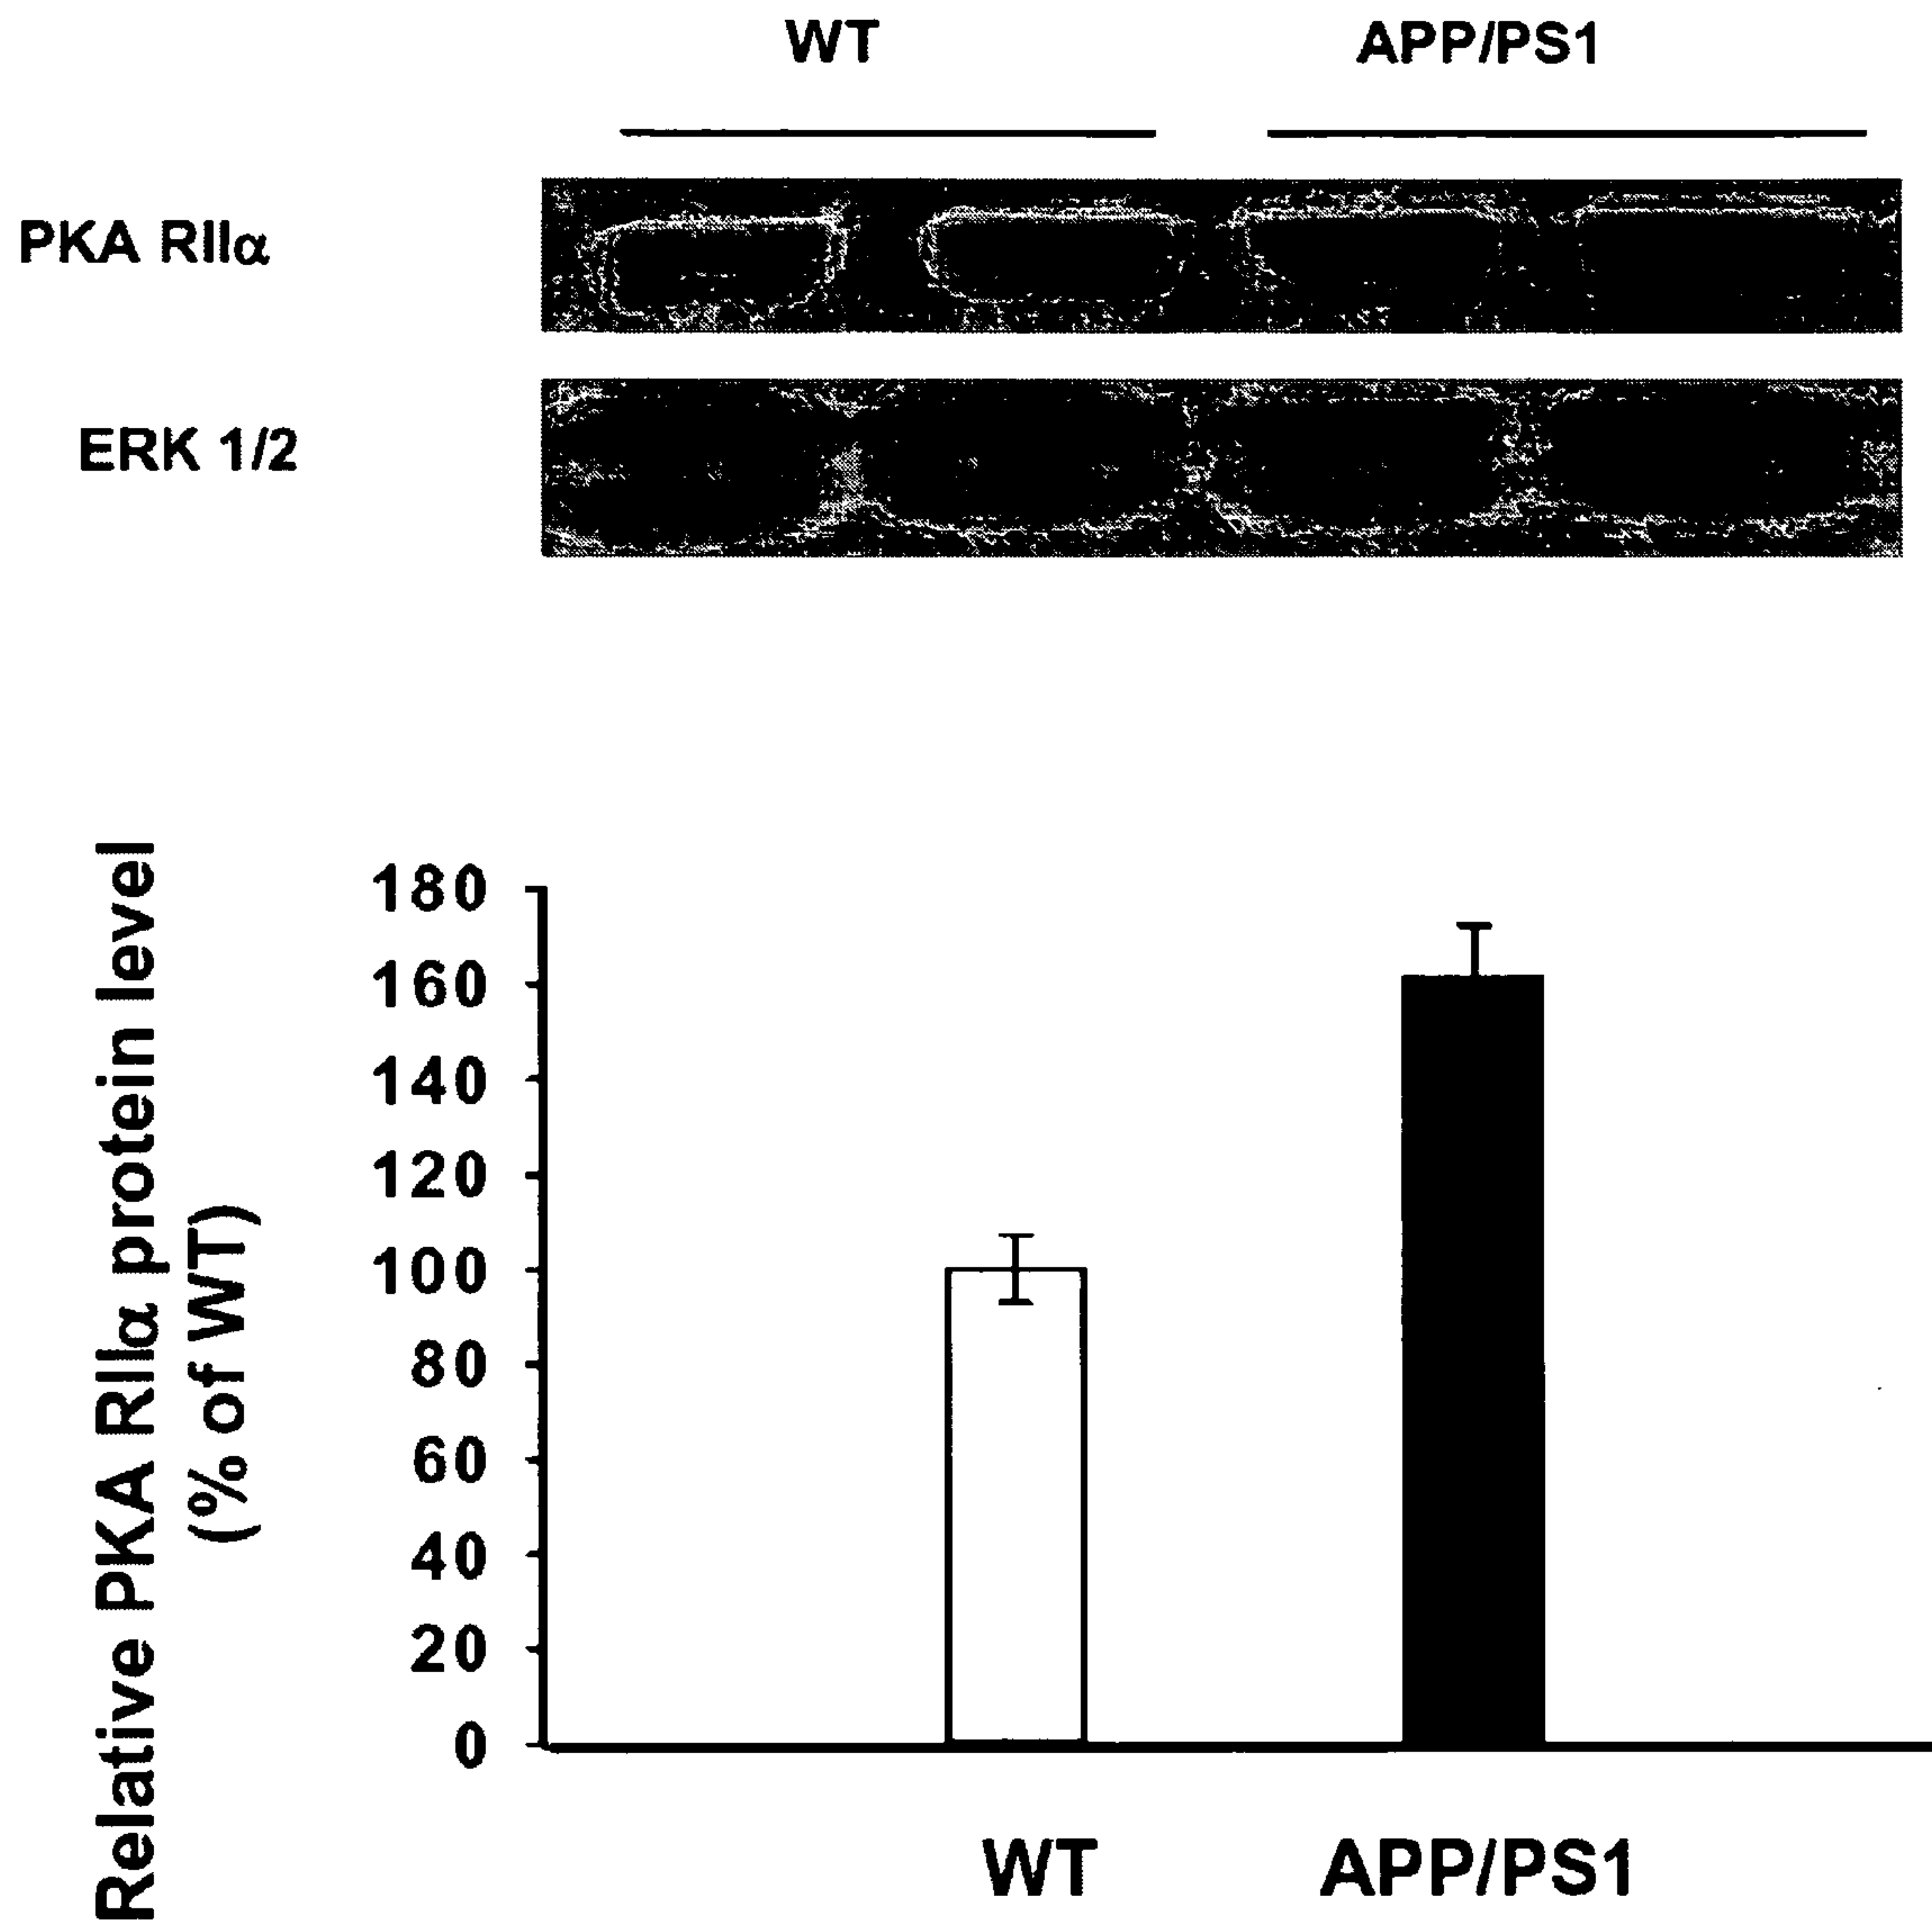 WT APP/PS1
PKA RIIα
ERK 1/2
Relative PKA RIIα protein level
(% of WT)
180
160
140
120
100
80
60
40
20
0
WT APP/PS1